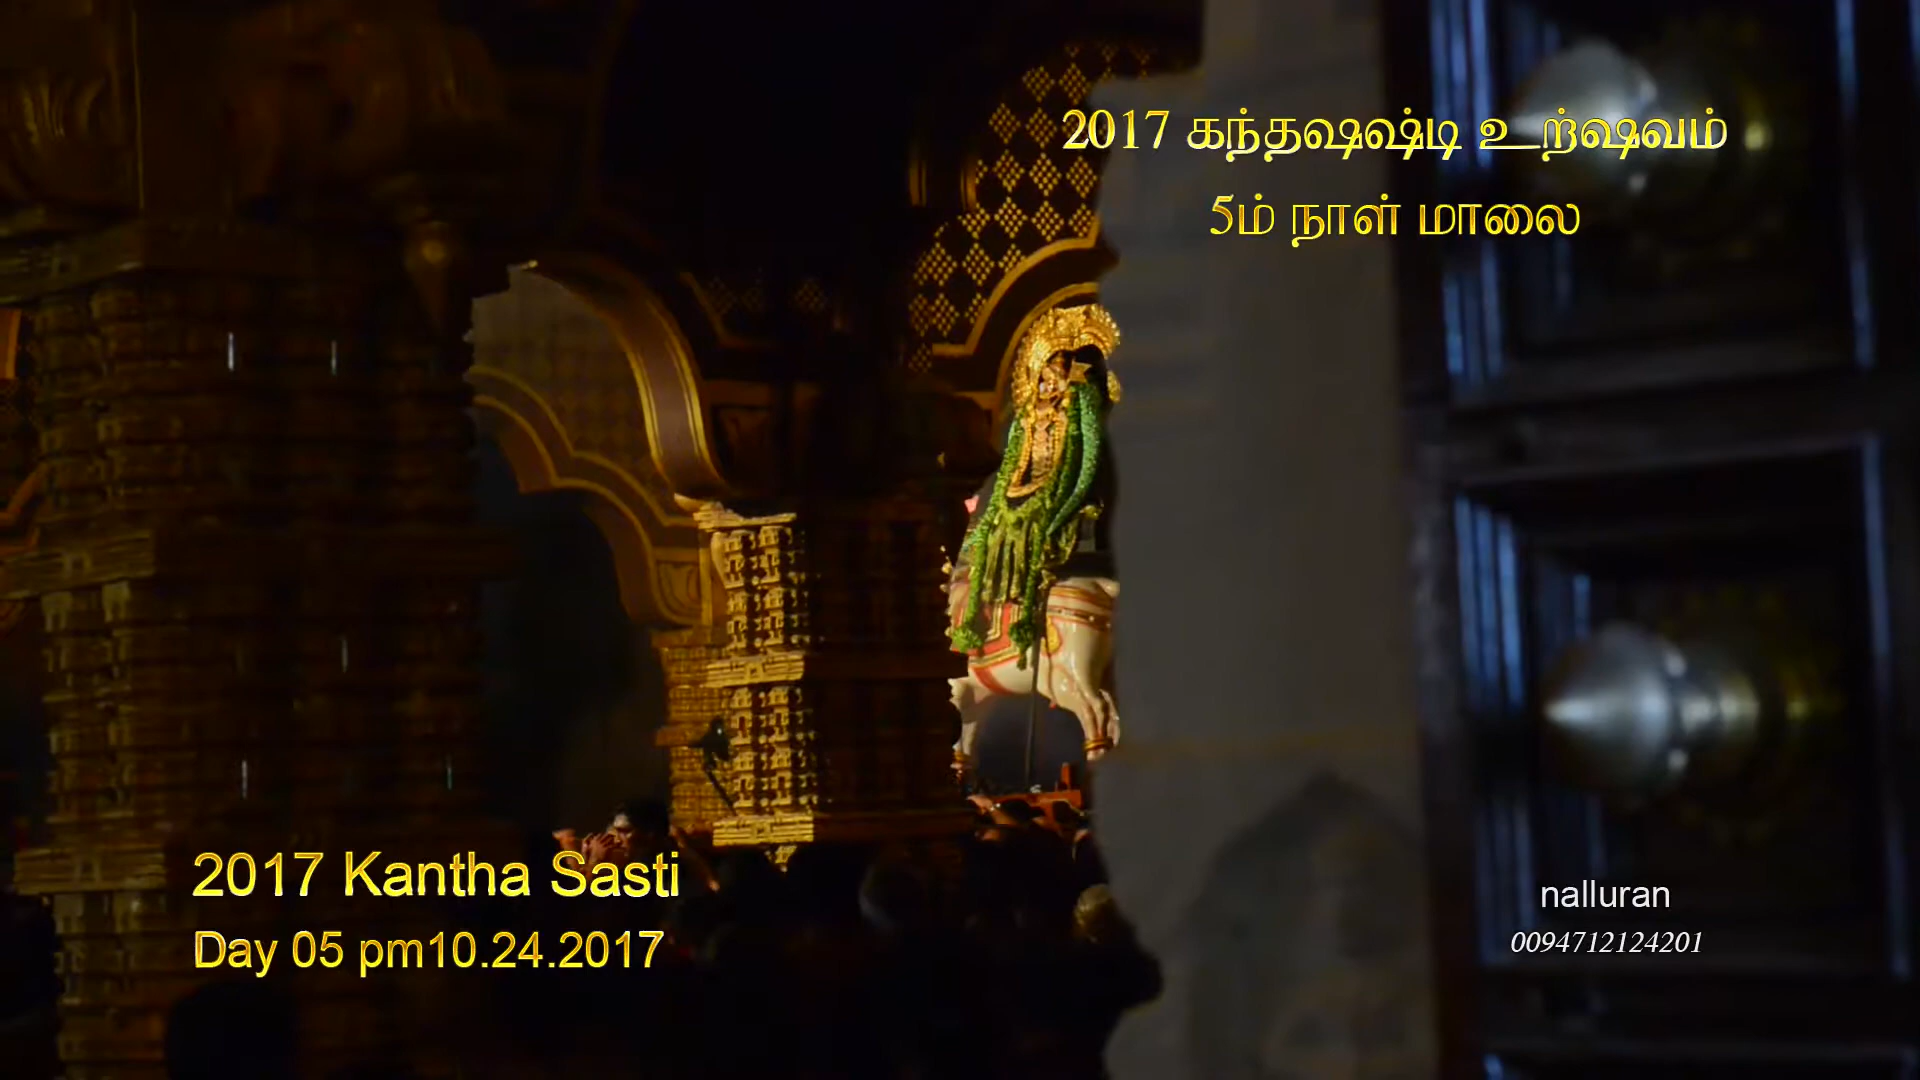 2017 கந்தஷஷ்டி உற்ஷவம்
5ம் நாள் மாலை
2017 Kantha Sasti
Day 05 pm10.24.2017
nalluran
0094712124201